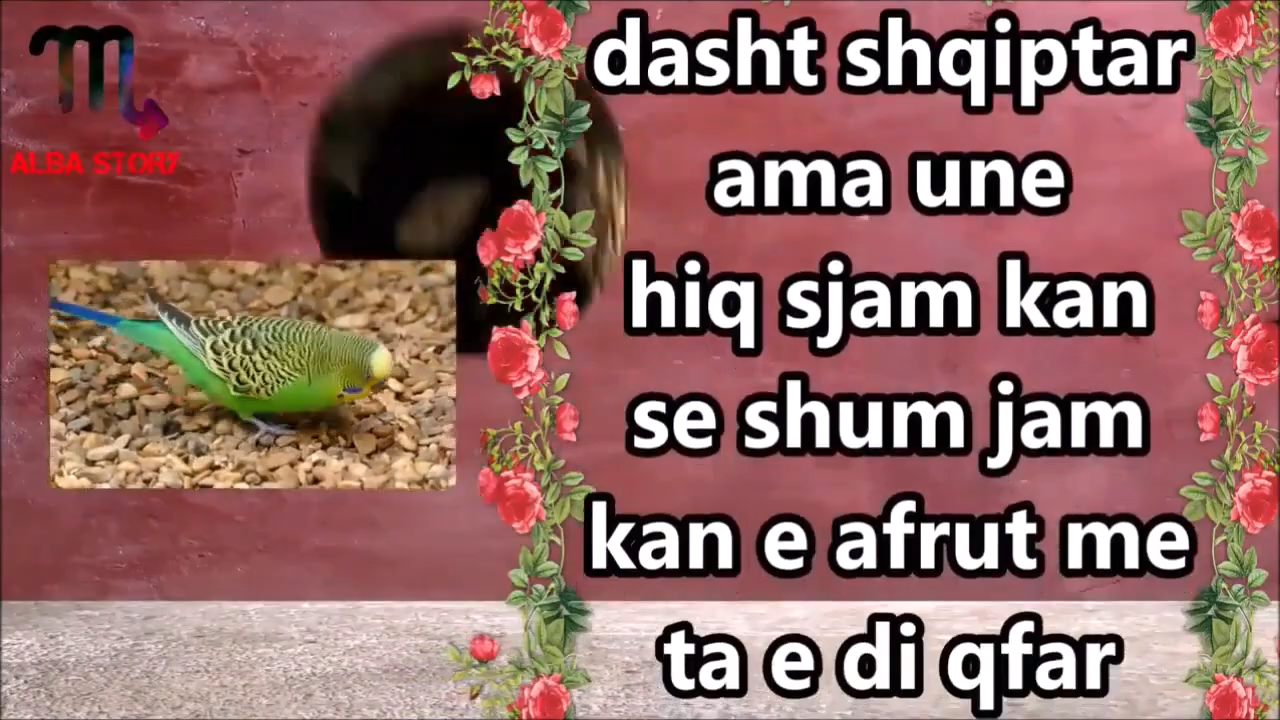 ALBA STORY
dasht shqiptar
ama une
hiq sjam kan
se shum jam
kan e afrut me
ta e di qfar